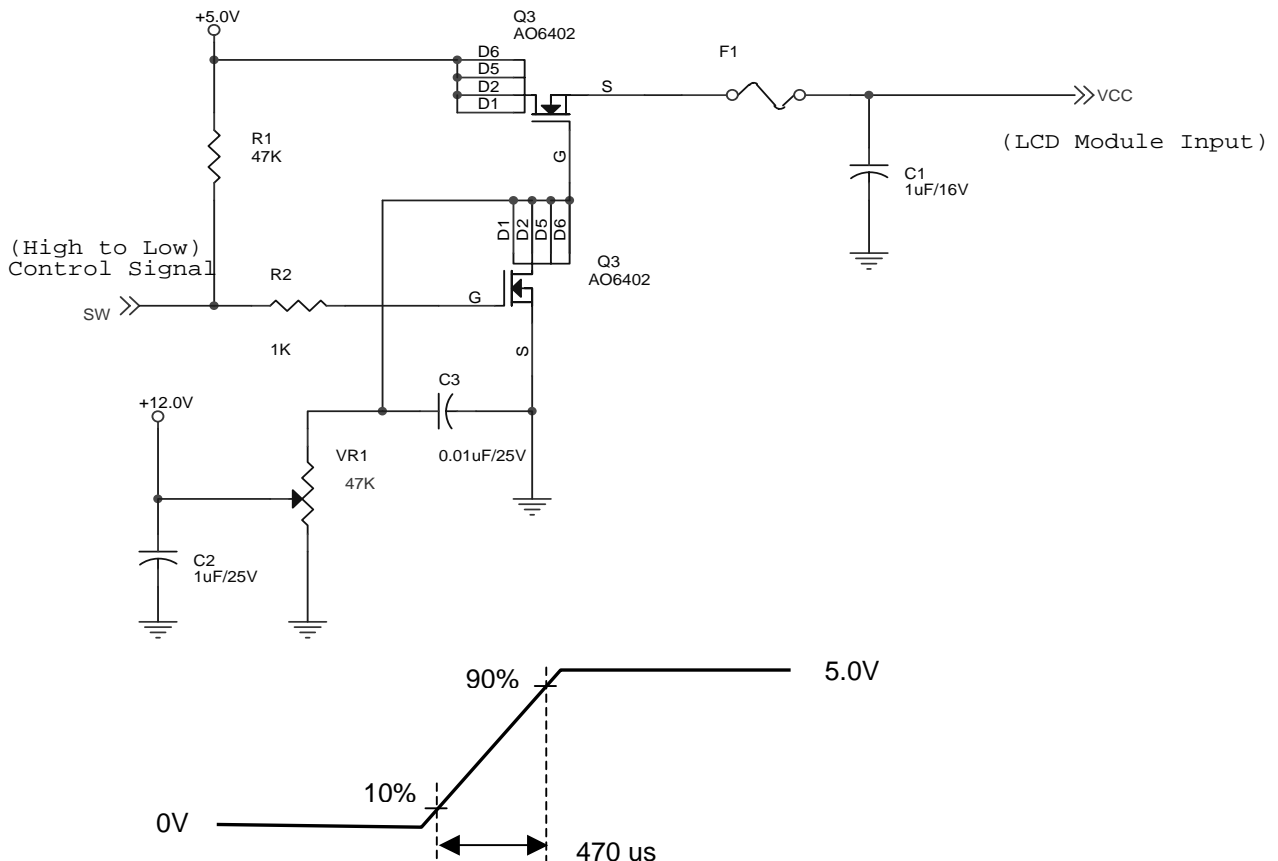 +5.0V
Q3
AO6402
D6
D5
D2
D1
S
F1
VCC
(LCD Module Input)
R1
47K
G
C1
1uF/16V
D1
D2
D5
D6
(High to Low)
Control Signal
SW
R2
1K
G
Q3
AO6402
S
C3
0.01uF/25V
+12.0V
VR1
47K
C2
1uF/25V
90%
5.0V
10%
0V
470 us